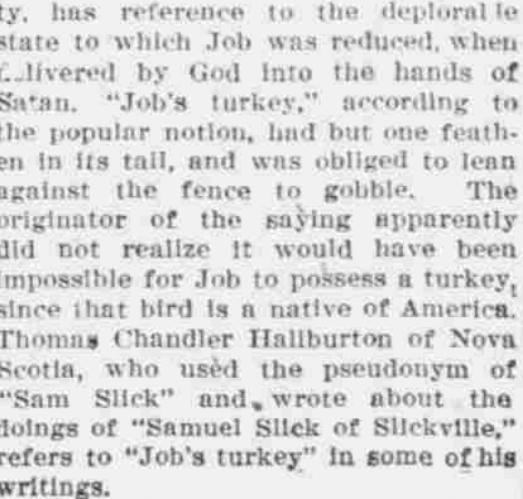 ty, has reference to the deplorable
state to which Job was reduced, when
livered by God into the hands of
Satan. "Job's turkey," according to
the popular notion, had but one feath-
en in its tail, and was obliged to lean
against the fence to gobble. The
originator of the saying apparently
did not realize it would have been
impossible for Job to possess a turkey,
since that bird is a native of America.
Thomas Chandler Haliburton of Nova
Scotia, who used the pseudonym of
"Sam Slick" and wrote about the
doings of "Samuel Slick of Slickville,"
refers to "Job's turkey" in some of his
writings.